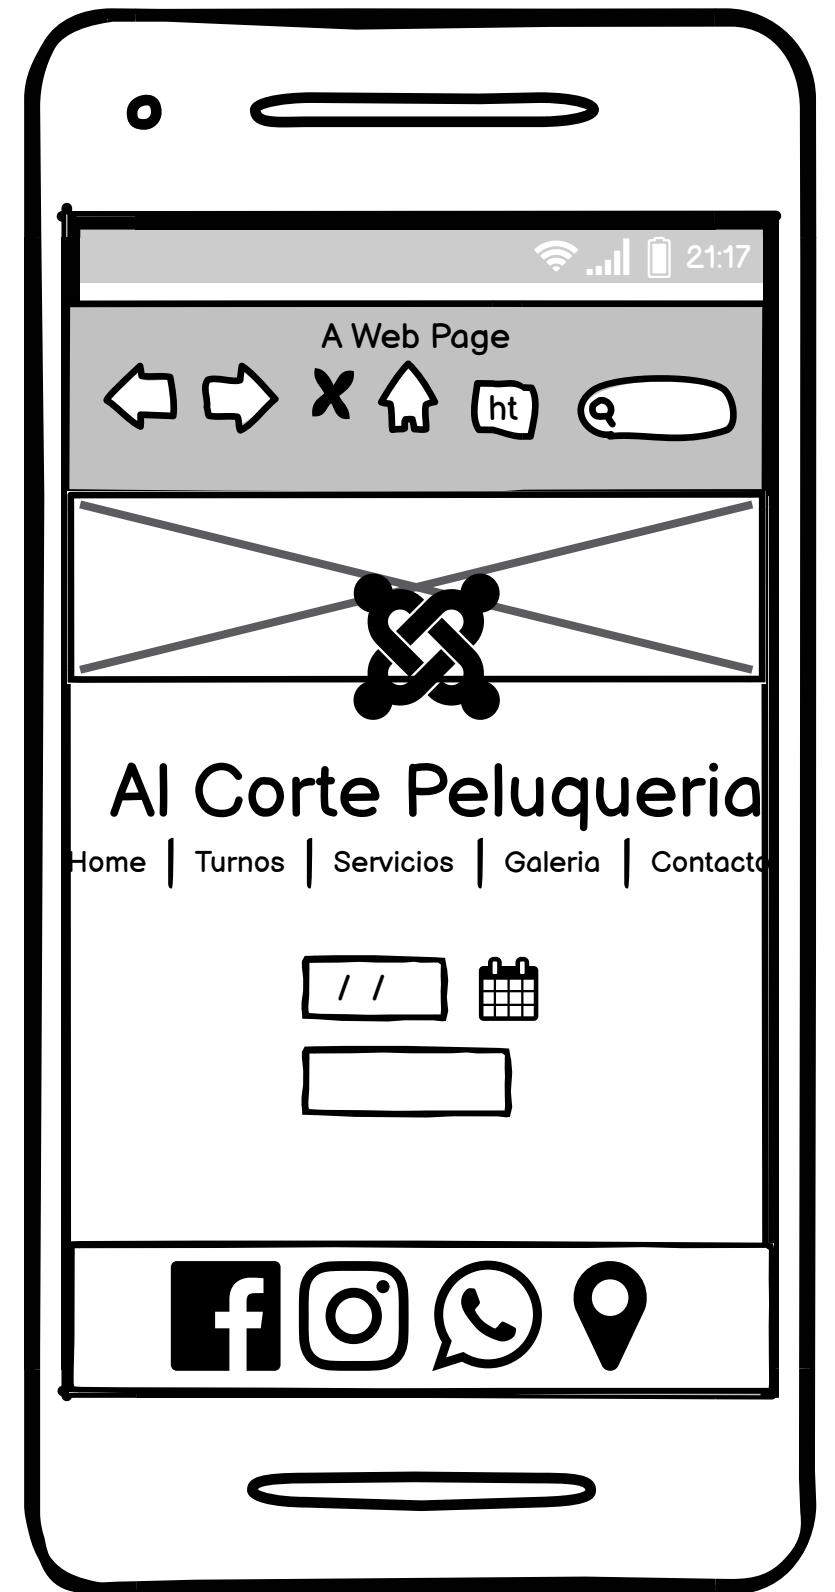 21:17
A Web Page
ht
Al Corte Peluqueria
Home | Turnos | Servicios | Galeria | Contacto
/ /